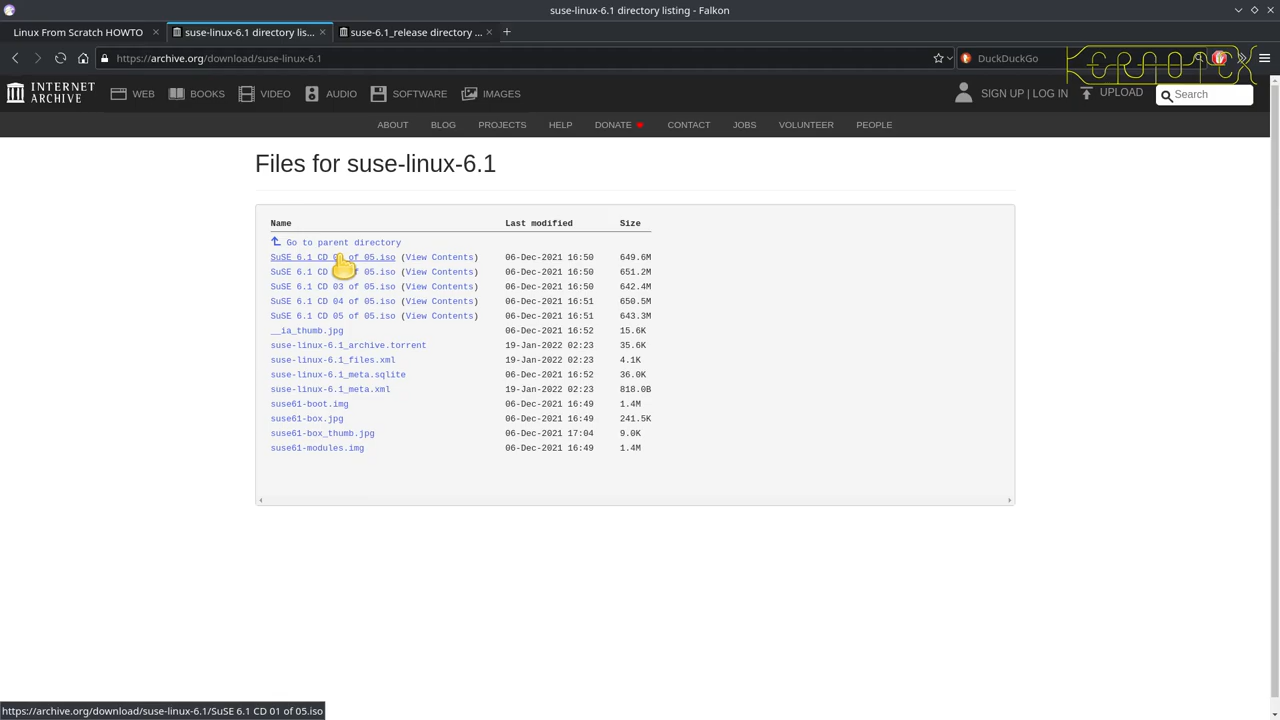 suse-linux-6.1 directory listing - Falkon
Linux From Scratch HOWTO
suse-linux-6.1 directory lis...
suse-6.1_release directory ...
https://archive.org/download/suse-linux-6.1
DuckDuckGo
INTERNET ARCHIVE
WEB
BOOKS
VIDEO
AUDIO
SOFTWARE
IMAGES
SIGN UP | LOG IN
UPLOAD
Search
ABOUT
BLOG
PROJECTS
HELP
DONATE
CONTACT
JOBS
VOLUNTEER
PEOPLE
Files for suse-linux-6.1
Name Last modified Size
Go to parent directory
SuSE 6.1 CD of 05.iso (View Contents) 06-Dec-2021 16:50 649.6M
SuSE 6.1 CD 05.iso (View Contents) 06-Dec-2021 16:50 651.2M
SuSE 6.1 CD 03 of 05.iso (View Contents) 06-Dec-2021 16:50 642.4M
SuSE 6.1 CD 04 of 05.iso (View Contents) 06-Dec-2021 16:51 650.5M
SuSE 6.1 CD 05 of 05.iso (View Contents) 06-Dec-2021 16:51 643.3M
__ia_thumb.jpg 06-Dec-2021 16:52 15.6K
suse-linux-6.1_archive.torrent 19-Jan-2022 02:23 35.6K
suse-linux-6.1_files.xml 19-Jan-2022 02:23 4.1K
suse-linux-6.1_meta.sqlite 06-Dec-2021 16:52 36.0K
suse-linux-6.1_meta.xml 19-Jan-2022 02:23 818.0B
suse61-boot.img 06-Dec-2021 16:49 1.4M
suse61-box.jpg 06-Dec-2021 16:49 241.5K
suse61-box_thumb.jpg 06-Dec-2021 17:04 9.0K
suse61-modules.img 06-Dec-2021 16:49 1.4M
https://archive.org/download/suse-linux-6.1/SuSE 6.1 CD 01 of 05.iso